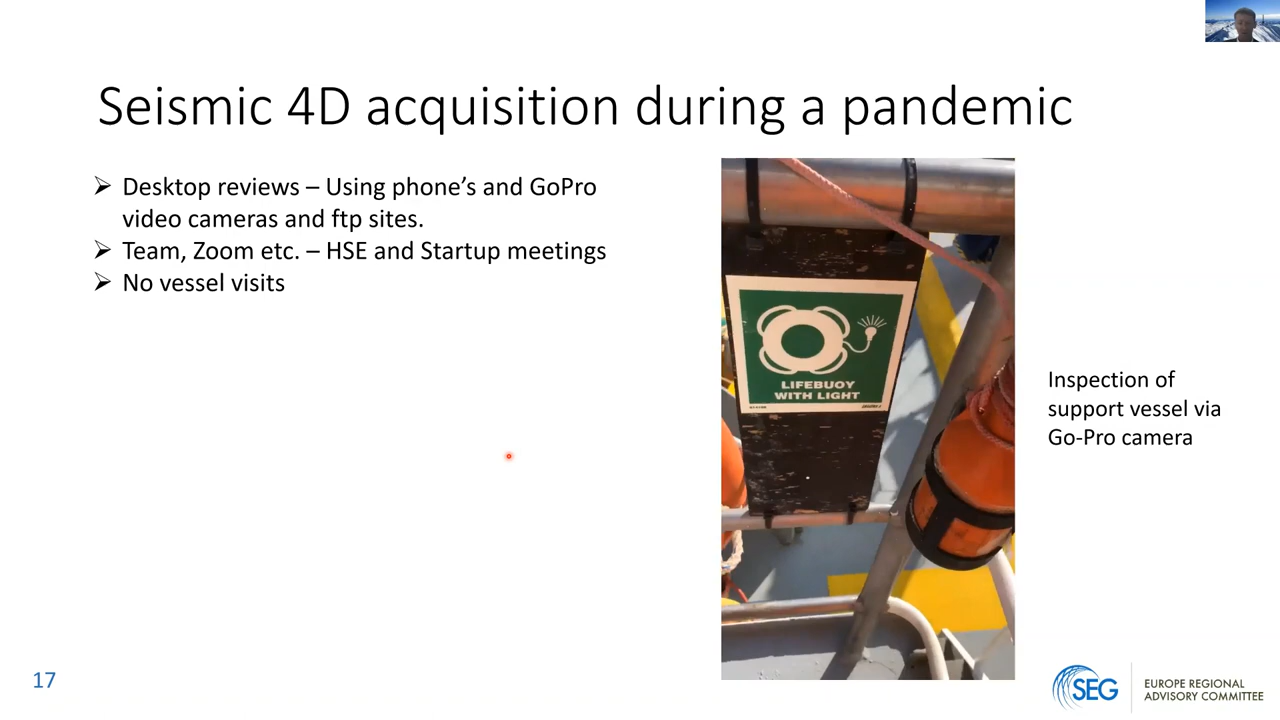 Seismic 4D acquisition during a pandemic
➢ Desktop reviews – Using phone's and GoPro
video cameras and ftp sites.
➢ Team, Zoom etc. – HSE and Startup meetings
➢ No vessel visits
LIFEBUOY
WITH LIGHT
Inspection of
support vessel via
Go-Pro camera
17
SEG
EUROPE REGIONAL
ADVISORY COMMITTEE